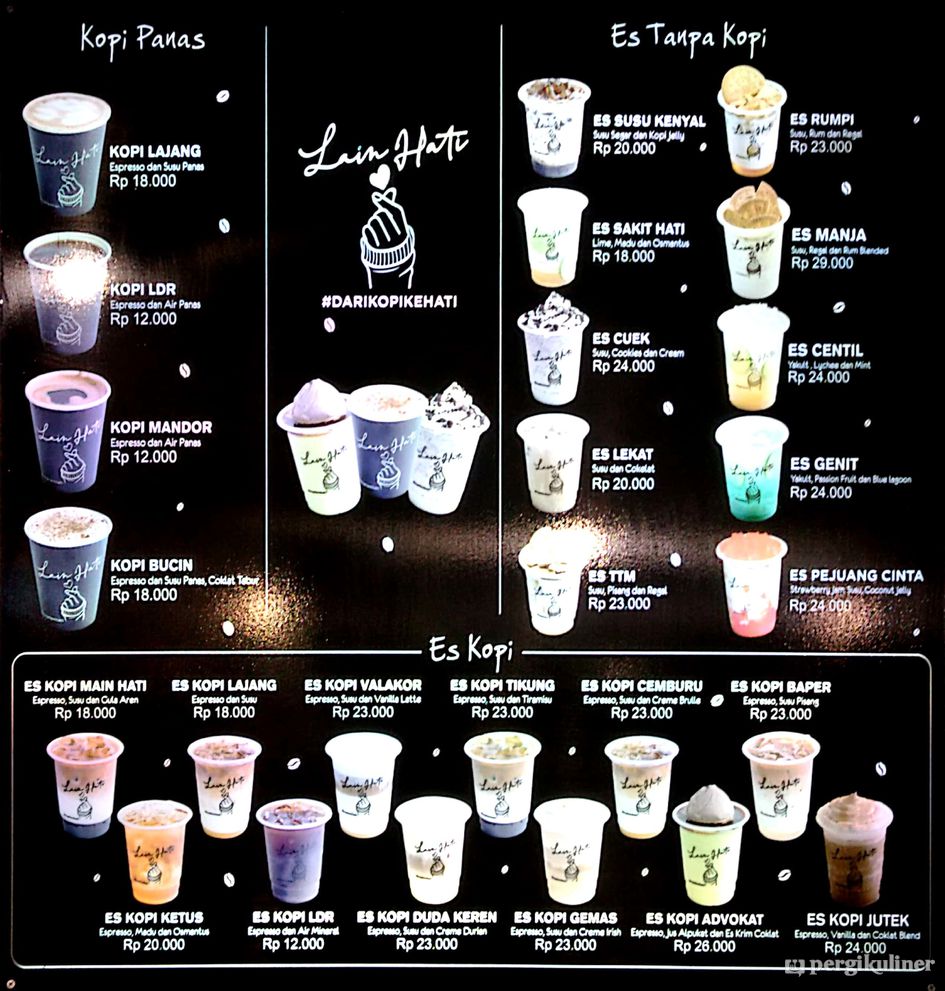 Kopi Panas
KOPI LAJANG
Espresso dan Susu Panas
Rp 18.000
KOPI LDR
Espresso dan Air Panas
Rp 12.000
KOPI MANDOR
Espresso dan Air Panas
Rp 12.000
KOPI BUCIN
Espresso dan Susu Panas, Coklat Tabur
Rp 18.000
Lain Hati
#DARIKOPIKEHATI
Es Tanpa Kopi
ES SUSU KENYAL
Susu Segar dan Kopi Jelly
Rp 20.000
ES SAKIT HATI
Lime, Madu dan Osmantus
Rp 18.000
ES CUEK
Susu, Cookies dan Cream
Rp 24.000
ES LEKAT
Susu dan Cokelat
Rp 20.000
ES TTM
Susu, Pisang dan Regal
Rp 23.000
ES RUMPI
Susu, Rum dan Regal
Rp 23.000
ES MANJA
Susu, Regal dan Rum Blended
Rp 29.000
ES CENTIL
Yakult, Lychee dan Mint
Rp 24.000
ES GENIT
Yakult, Passion Fruit dan Blue lagoon
Rp 24.000
ES PEJUANG CINTA
Strawberry Jam Susu, Coconut Jelly
Rp 24.000
Es Kopi
ES KOPI MAIN HATI
Espresso, Susu dan Gula Aren
Rp 18.000
ES KOPI LAJANG
Espresso dan Susu
Rp 18.000
ES KOPI VALAKOR
Espresso, Susu dan Vanilla Latte
Rp 23.000
ES KOPI TIKUNG
Espresso, Susu dan Tiramisu
Rp 23.000
ES KOPI CEMBURU
Espresso, Susu dan Creme Brulle
Rp 23.000
ES KOPI BAPER
Espresso, Susu Pisang
Rp 23.000
ES KOPI KETUS
Espresso, Madu dan Osmantus
Rp 20.000
ES KOPI LDR
Espresso dan Air Mineral
Rp 12.000
ES KOPI DUDA KEREN
Espresso, Susu dan Creme Durian
Rp 23.000
ES KOPI GEMAS
Espresso, Susu dan Creme Irish
Rp 23.000
ES KOPI ADVOKAT
Espresso, Jus Alpukat dan Es Krim Coklat
Rp 26.000
ES KOPI JUTEK
Espresso, Vanilla dan Coklat Blend
Rp 24.000
pergikuliner